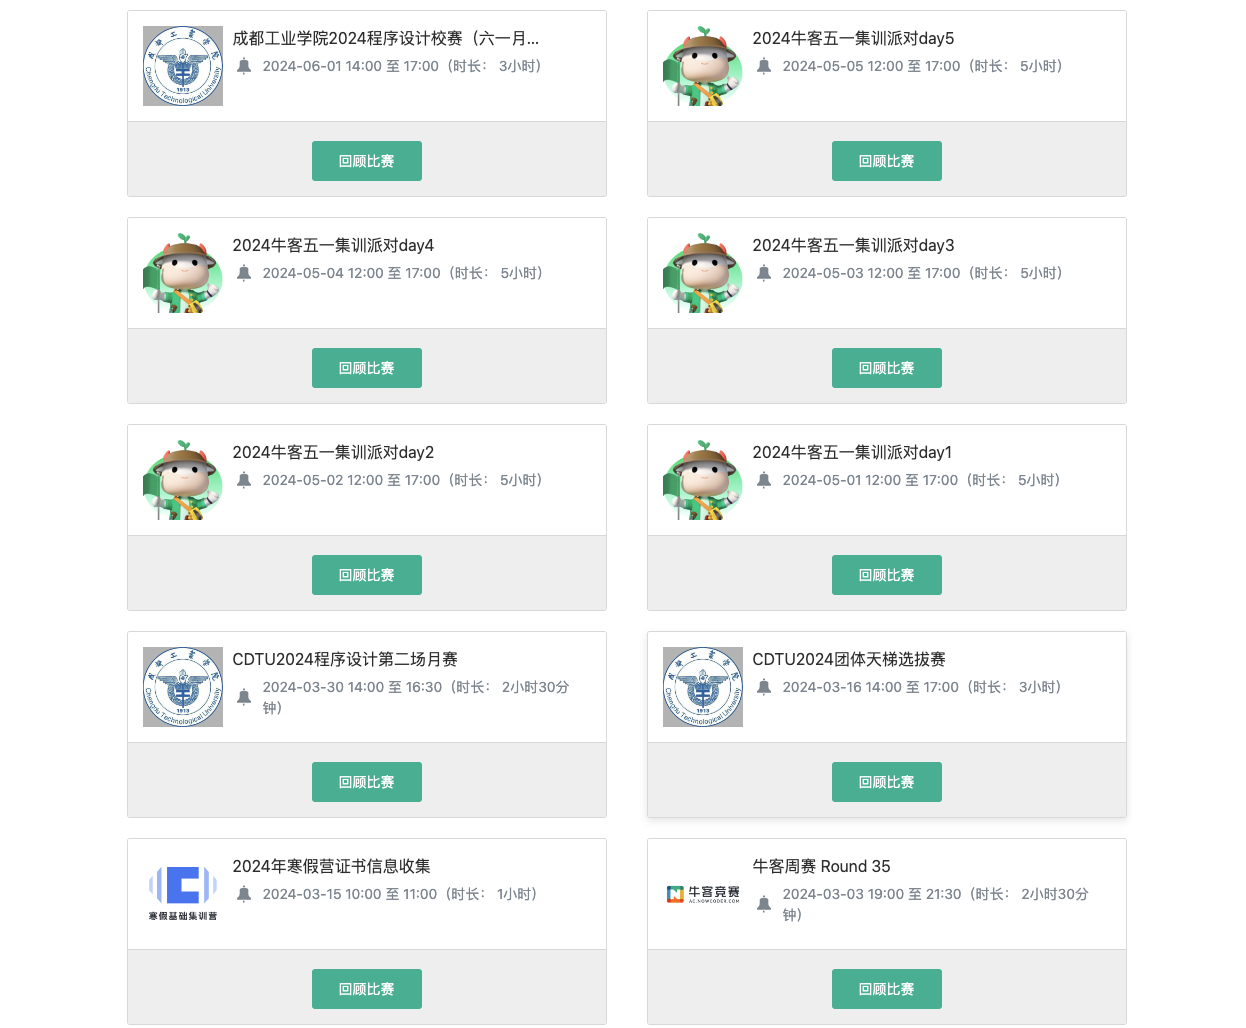 成都工业学院2024程序设计校赛（六一月...
2024-06-01 14:00 至 17:00（时长： 3小时）
回顾比赛
2024牛客五一集训派对day5
2024-05-05 12:00 至 17:00（时长： 5小时）
回顾比赛
2024牛客五一集训派对day4
2024-05-04 12:00 至 17:00（时长： 5小时）
回顾比赛
2024牛客五一集训派对day3
2024-05-03 12:00 至 17:00（时长： 5小时）
回顾比赛
2024牛客五一集训派对day2
2024-05-02 12:00 至 17:00（时长： 5小时）
回顾比赛
2024牛客五一集训派对day1
2024-05-01 12:00 至 17:00（时长： 5小时）
回顾比赛
成都工业学院
Chengdu Technological University
1913
CDTU2024程序设计第二场月赛
2024-03-30 14:00 至 16:30（时长： 2小时30分
钟）
回顾比赛
CDTU2024团体天梯选拔赛
2024-03-16 14:00 至 17:00（时长： 3小时）
回顾比赛
寒假基础集训营
2024年寒假营证书信息收集
2024-03-15 10:00 至 11:00（时长： 1小时）
回顾比赛
牛客竞赛
AC.NOWCODER.COM
牛客周赛 Round 35
2024-03-03 19:00 至 21:30（时长： 2小时30分
钟）
回顾比赛